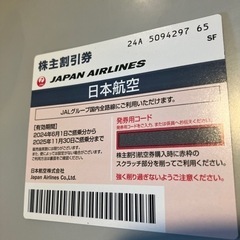 株主割引券
24A 5094297 65
SF
JAPAN AIRLINES
日本航空
JALグループ国内全路線にご利用いただけます。
【有効期間】
2024年6月1日ご搭乗分から
2025年11月30日ご搭乗分まで
日本航空株式会社
Japan Airlines Co.,Ltd.
発券用コード
株主割引航空券購入時に赤枠の
スクラッチ部分を削ってご利用ください。
強く削り過ぎないようご注意ください。